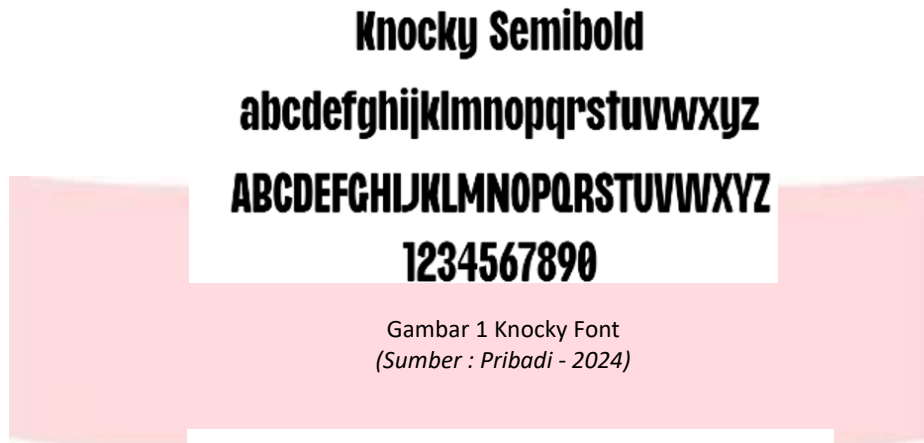 Knocky Semibold
abcdefghijklmnopqrstuvwxyz
ABCDEFGHIJKLMNOPQRSTUVWXYZ
1234567890
Gambar 1 Knocky Font
(Sumber : Pribadi - 2024)